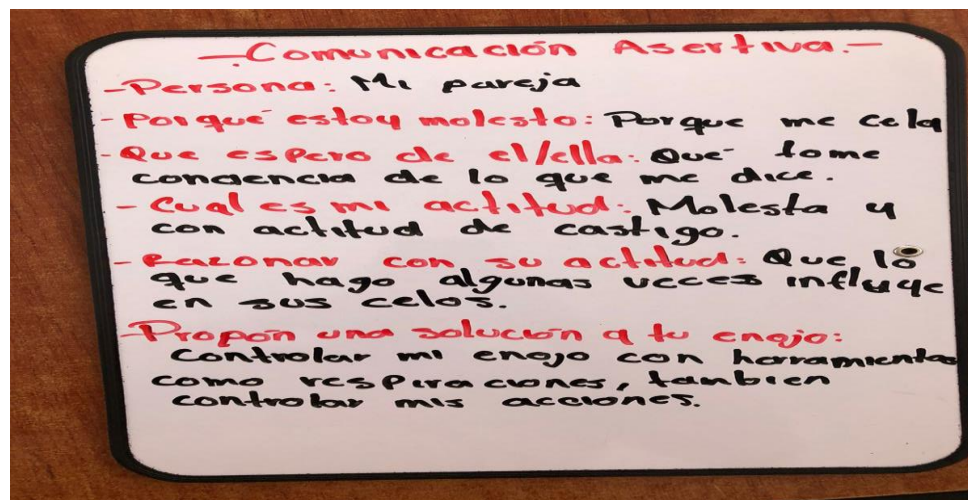 -.Comunicación Asertiva.-
-Persona: Mi pareja
-Porqué estoy molesto: Porque me cela
-Que espero de el/ella: Que tome
conciencia de lo que me dice.
-Cual es mi actitud: Molesta y
con actitud de castigo.
-Razonar con su actitud: Que lo
que hago algunas veces influye
en sus celos.
-Propon una solución a tu enojo:
Controlar mi enojo con herramientas
como respiraciones, tambien
controlar mis acciones.